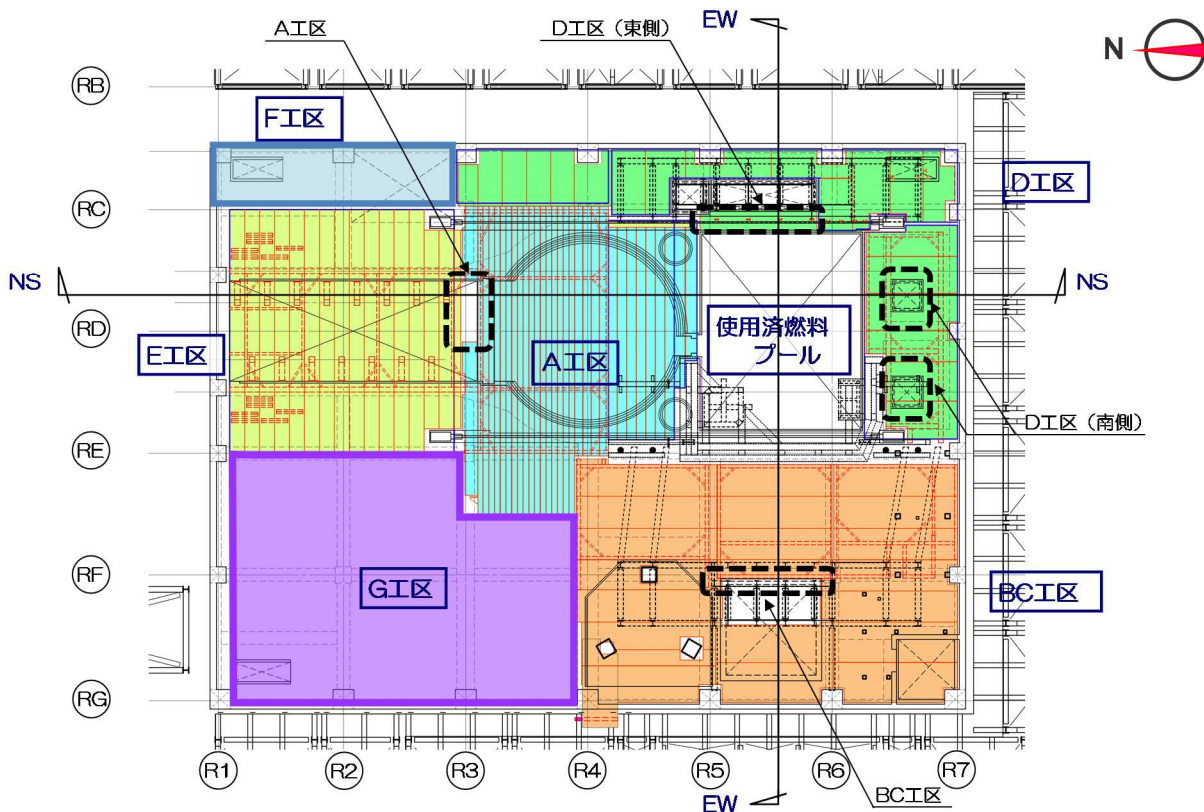 EW
A工区
D工区（東側）
N
RB
F工区
D工区
RC
NS
NS
RD
使用済燃料
プール
E工区
A工区
D工区（南側）
RE
RF
G工区
BC工区
RG
R1
R2
R3
R4
R5
R6
R7
BC工区
EW